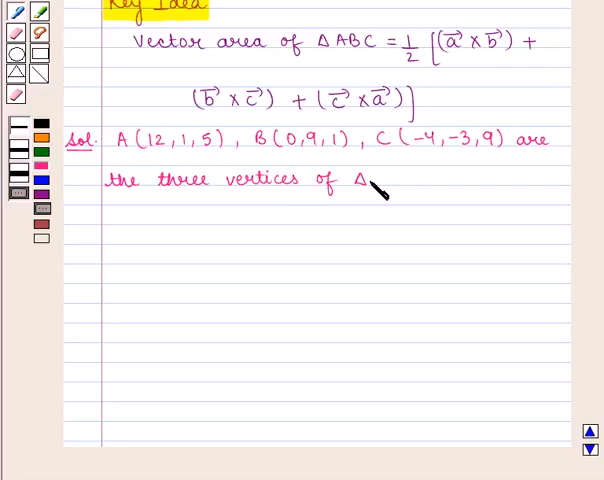 Key Idea
Vector area of Δ ABC = 1/2 [(a⃗ × b⃗) +
(b⃗ × c⃗) + (c⃗ × a⃗)]
Sol. A (12, 1, 5) , B (0, 9, 1) , C (-4, -3, 9) are
the three vertices of Δ